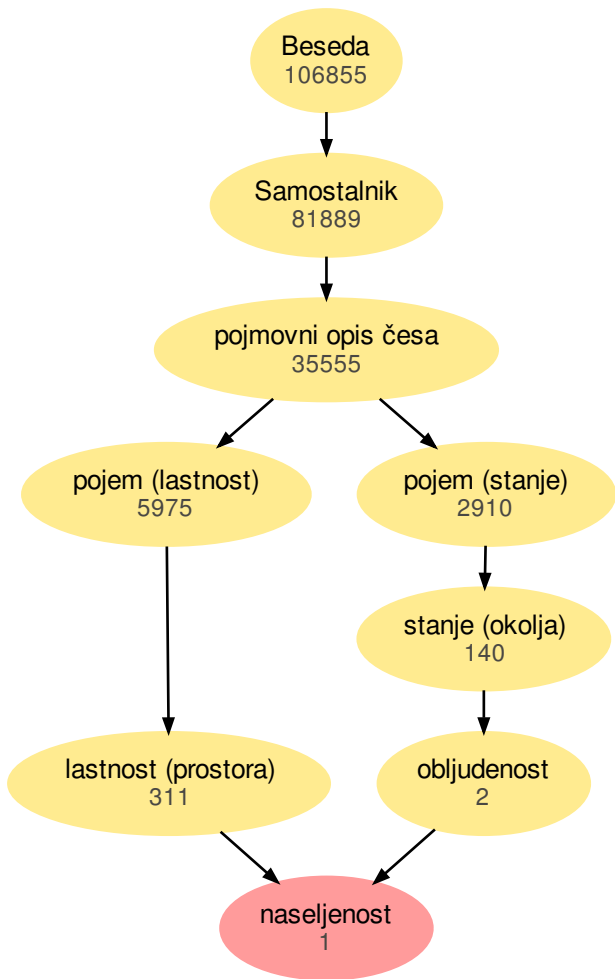 Beseda
106855
Samostalnik
81889
pojmovni opis česa
35555
pojem (lastnost)
5975
pojem (stanje)
2910
stanje (okolja)
140
lastnost (prostora)
311
obljudenost
2
naseljenost
1